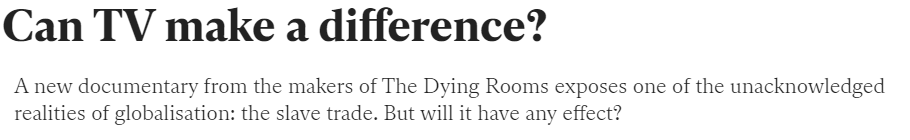 Can TV make a difference?
A new documentary from the makers of The Dying Rooms exposes one of the unacknowledged
realities of globalisation: the slave trade. But will it have any effect?